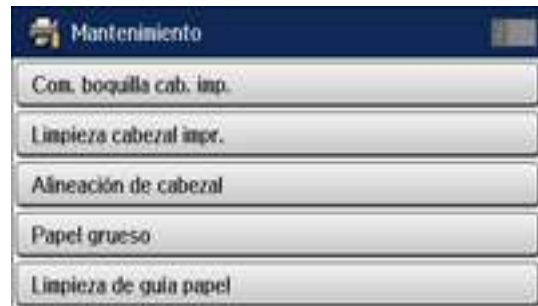 Mantenimiento
Com. boquilla cab. imp.
Limpieza cabezal impr.
Alineación de cabezal
Papel grueso
Limpieza de guía papel